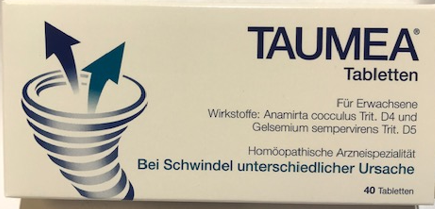 TAUMEA®
Tabletten
Für Erwachsene
Wirkstoffe: Anamirta cocculus Trit. D4 und
Gelsemium sempervirens Trit. D5
Homöopathische Arzneispezialität
Bei Schwindel unterschiedlicher Ursache
40 Tabletten